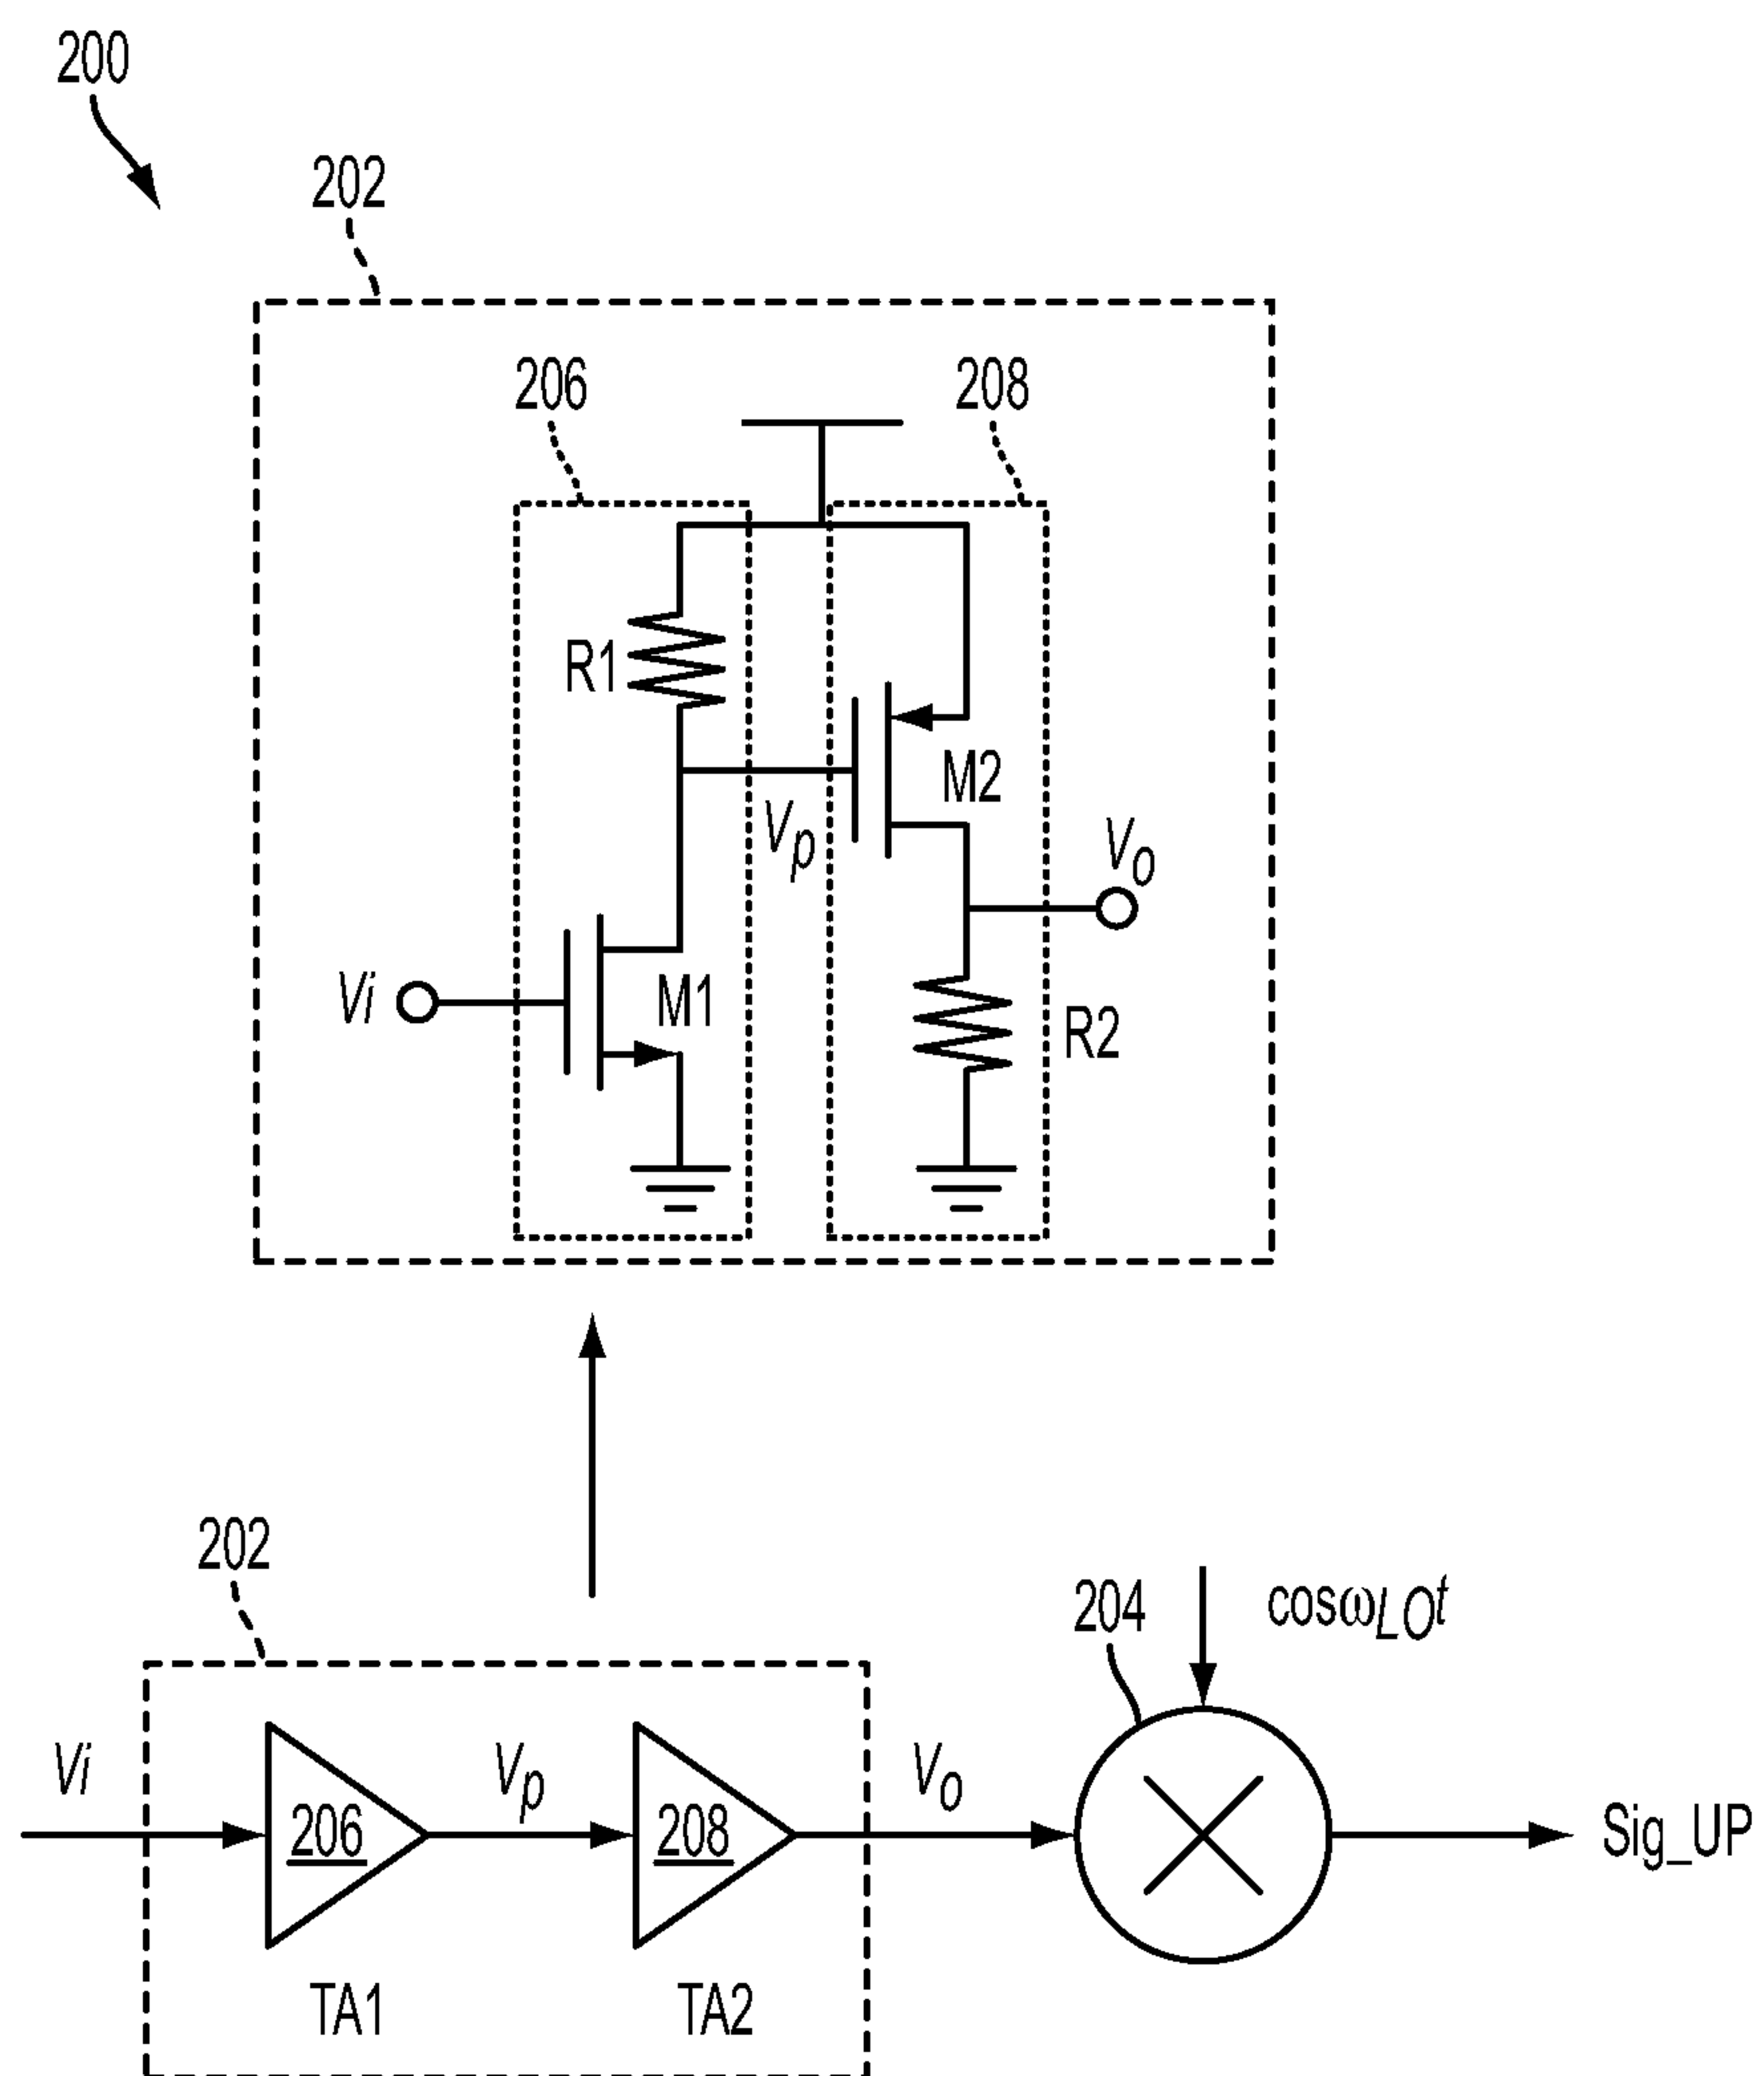 200
202
206
208
R1
M2
Vp
Vo
Vi
M1
R2
202
204
cosωLOt
Vi
206
Vp
208
Vo
Sig_UP
TA1
TA2